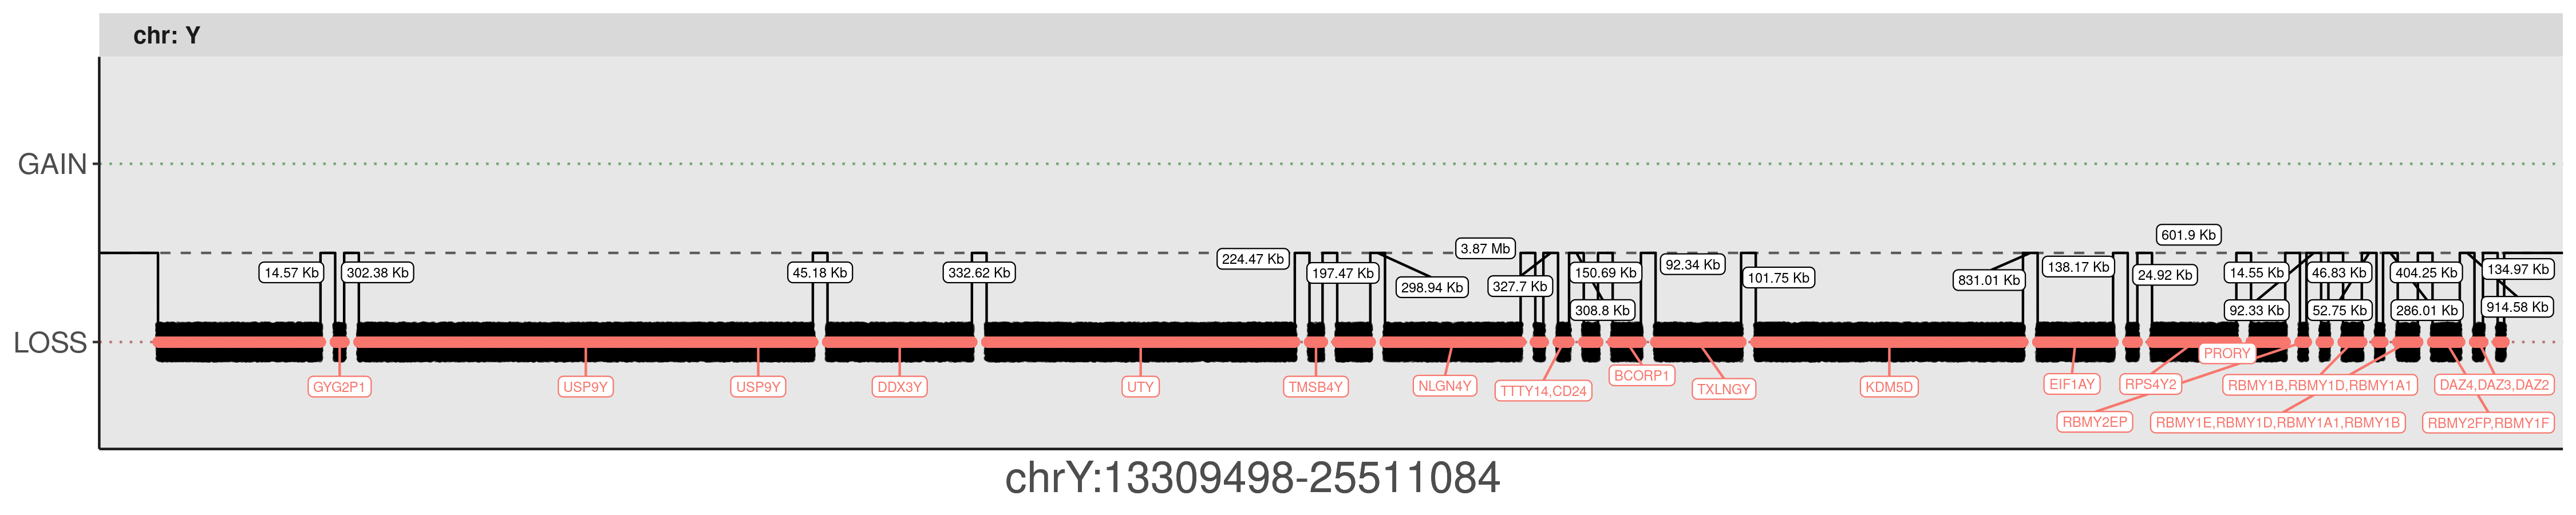 chr: Y
GAIN
LOSS
601.9 Kb
3.87 Mb
224.47 Kb
92.34 Kb
138.17 Kb
134.97 Kb
14.57 Kb
302.38 Kb
45.18 Kb
332.62 Kb
197.47 Kb
150.69 Kb
101.75 Kb
24.92 Kb
14.55 Kb
46.83 Kb
404.25 Kb
298.94 Kb
327.7 Kb
831.01 Kb
308.8 Kb
92.33 Kb
52.75 Kb
286.01 Kb
914.58 Kb
PRORY
GYG2P1
USP9Y
USP9Y
DDX3Y
UTY
TMSB4Y
NLGN4Y
TTTY14,CD24
BCORP1
TXLNGY
KDM5D
EIF1AY
RPS4Y2
RBMY1B,RBMY1D,RBMY1A1
DAZ4,DAZ3,DAZ2
RBMY2EP
RBMY1E,RBMY1D,RBMY1A1,RBMY1B
RBMY2FP,RBMY1F
chrY:13309498-25511084